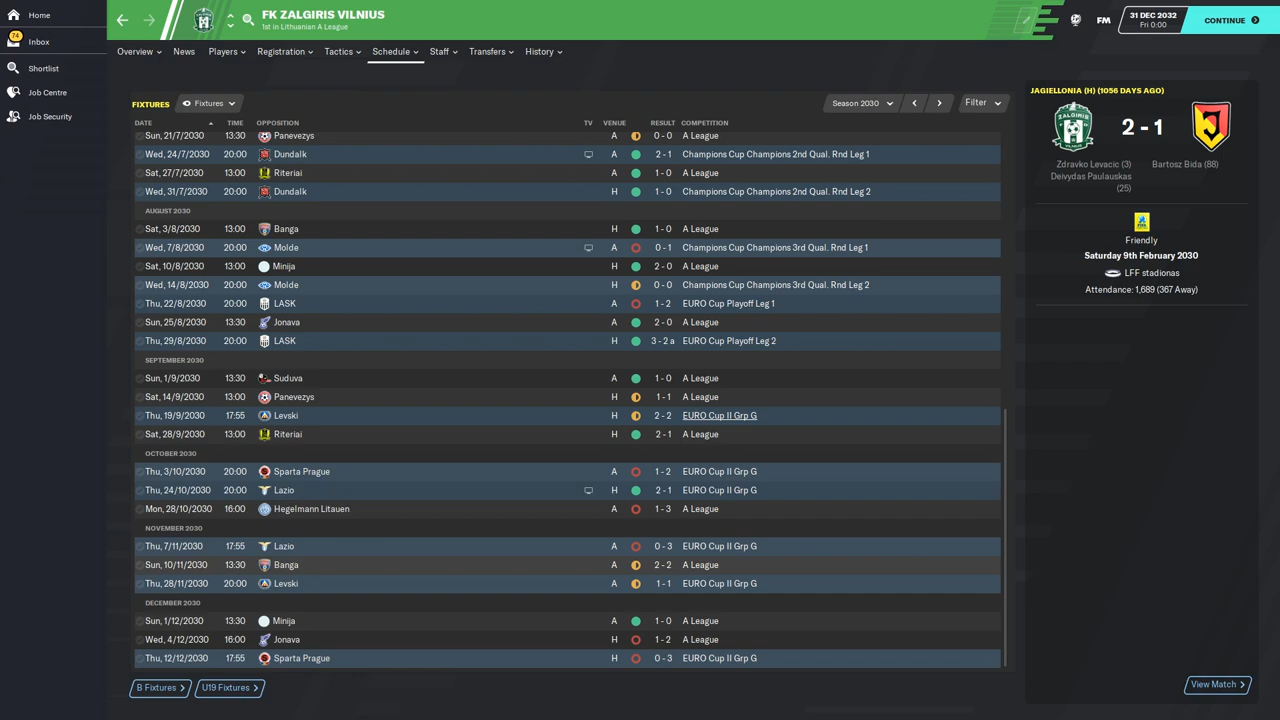 Home
74
Inbox
Shortlist
Job Centre
Job Security
FK ZALGIRIS VILNIUS
1st in Lithuanian A League
FM
31 DEC 2032
Fri 0:00
CONTINUE
Overview
News
Players
Registration
Tactics
Schedule
Staff
Transfers
History
FIXTURES
Fixtures
Season 2030
Filter
DATE TIME OPPOSITION TV VENUE RESULT COMPETITION
Sun, 21/7/2030 13:30 Panevezys A 0 - 0 A League
Wed, 24/7/2030 20:00 Dundalk A 2 - 1 Champions Cup Champions 2nd Qual. Rnd Leg 1
Sat, 27/7/2030 13:00 Riteriai A 1 - 0 A League
Wed, 31/7/2030 20:00 Dundalk H 1 - 0 Champions Cup Champions 2nd Qual. Rnd Leg 2
AUGUST 2030
Sat, 3/8/2030 13:00 Banga H 1 - 0 A League
Wed, 7/8/2030 20:00 Molde A 0 - 1 Champions Cup Champions 3rd Qual. Rnd Leg 1
Sat, 10/8/2030 13:00 Minija H 2 - 0 A League
Wed, 14/8/2030 20:00 Molde H 0 - 0 Champions Cup Champions 3rd Qual. Rnd Leg 2
Thu, 22/8/2030 20:00 LASK A 1 - 2 EURO Cup Playoff Leg 1
Sun, 25/8/2030 13:30 Jonava A 2 - 0 A League
Thu, 29/8/2030 20:00 LASK H 3 - 2 a EURO Cup Playoff Leg 2
SEPTEMBER 2030
Sun, 1/9/2030 13:30 Suduva A 1 - 0 A League
Sat, 14/9/2030 13:00 Panevezys H 1 - 1 A League
Thu, 19/9/2030 17:55 Levski H 2 - 2 EURO Cup II Grp G
Sat, 28/9/2030 13:00 Riteriai H 2 - 1 A League
OCTOBER 2030
Thu, 3/10/2030 20:00 Sparta Prague A 1 - 2 EURO Cup II Grp G
Thu, 24/10/2030 20:00 Lazio H 2 - 1 EURO Cup II Grp G
Mon, 28/10/2030 16:00 Hegelmann Litauen A 1 - 3 A League
NOVEMBER 2030
Thu, 7/11/2030 17:55 Lazio A 0 - 3 EURO Cup II Grp G
Sun, 10/11/2030 13:00 Banga A 2 - 2 A League
Thu, 28/11/2030 20:00 Levski A 1 - 1 EURO Cup II Grp G
DECEMBER 2030
Sun, 1/12/2030 13:30 Minija A 1 - 0 A League
Wed, 4/12/2030 16:00 Jonava H 1 - 2 A League
Thu, 12/12/2030 17:55 Sparta Prague H 0 - 3 EURO Cup II Grp G
B Fixtures
U19 Fixtures
JAGIELLONIA (H) (1056 DAYS AGO)
2 - 1
Zdravko Levacic (3)
Deivydas Paulauskas
(25)
Bartosz Bida (88)
Friendly
Saturday 9th February 2030
LFF stadionas
Attendance: 1,689 (367 Away)
View Match